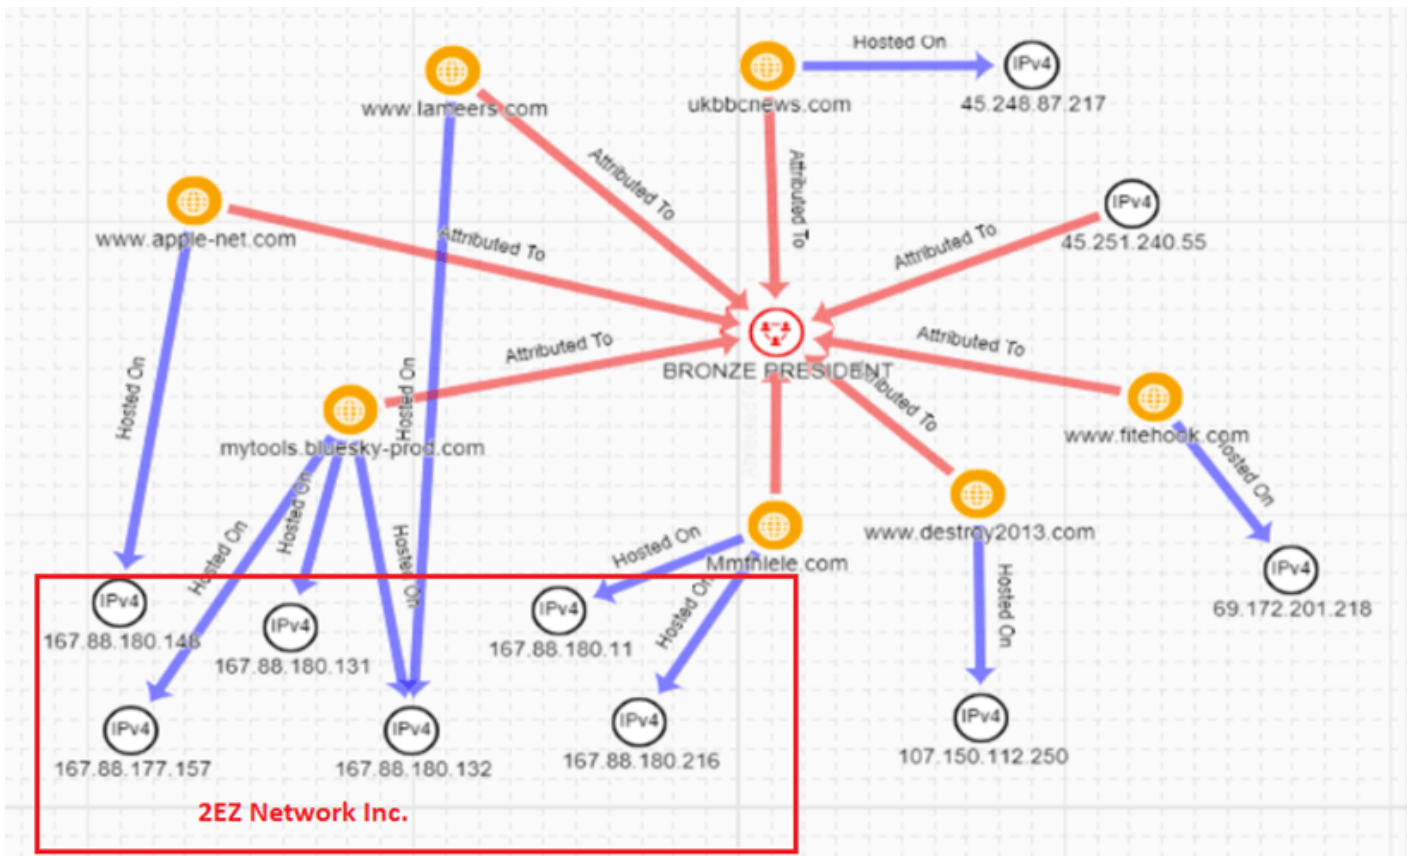 Hosted On
IPv4
45.248.87.217
www.lameers.com
ukbbcnews.com
Attributed To
Attributed To
IPv4
45.251.240.55
www.apple-net.com
Attributed To
Attributed To
BRONZE PRESIDENT
Attributed To
Attributed To
Attributed To
Attributed To
Hosted On
Hosted On
mytools.bluesky-prod.com
www.fitehook.com
Hosted On
www.destroy2013.com
Hosted On
Hosted On
Hosted On
Hosted On
Hosted On
Hosted On
IPv4
69.172.201.218
IPv4
167.88.180.148
IPv4
167.88.180.131
IPv4
167.88.180.11
IPv4
167.88.177.157
IPv4
167.88.180.132
IPv4
167.88.180.216
IPv4
107.150.112.250
2EZ Network Inc.